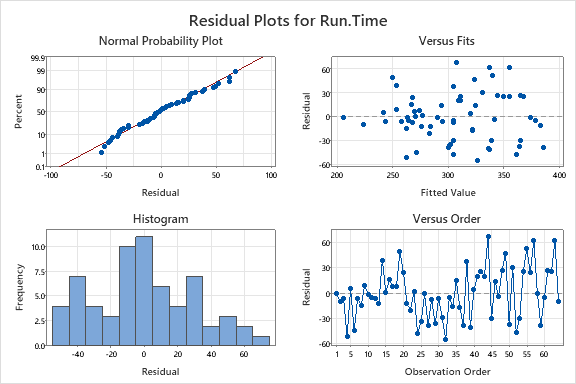 Residual Plots for Run.Time
Normal Probability Plot
Percent
99.9
99
90
50
10
1
0.1
-100 -50 0 50 100
Residual
Versus Fits
Residual
60
30
0
-30
-60
200 250 300 350 400
Fitted Value
Histogram
Frequency
10.0
7.5
5.0
2.5
0.0
-40 -20 0 20 40 60
Residual
Versus Order
Residual
60
30
0
-30
-60
1 5 10 15 20 25 30 35 40 45 50 55 60
Observation Order